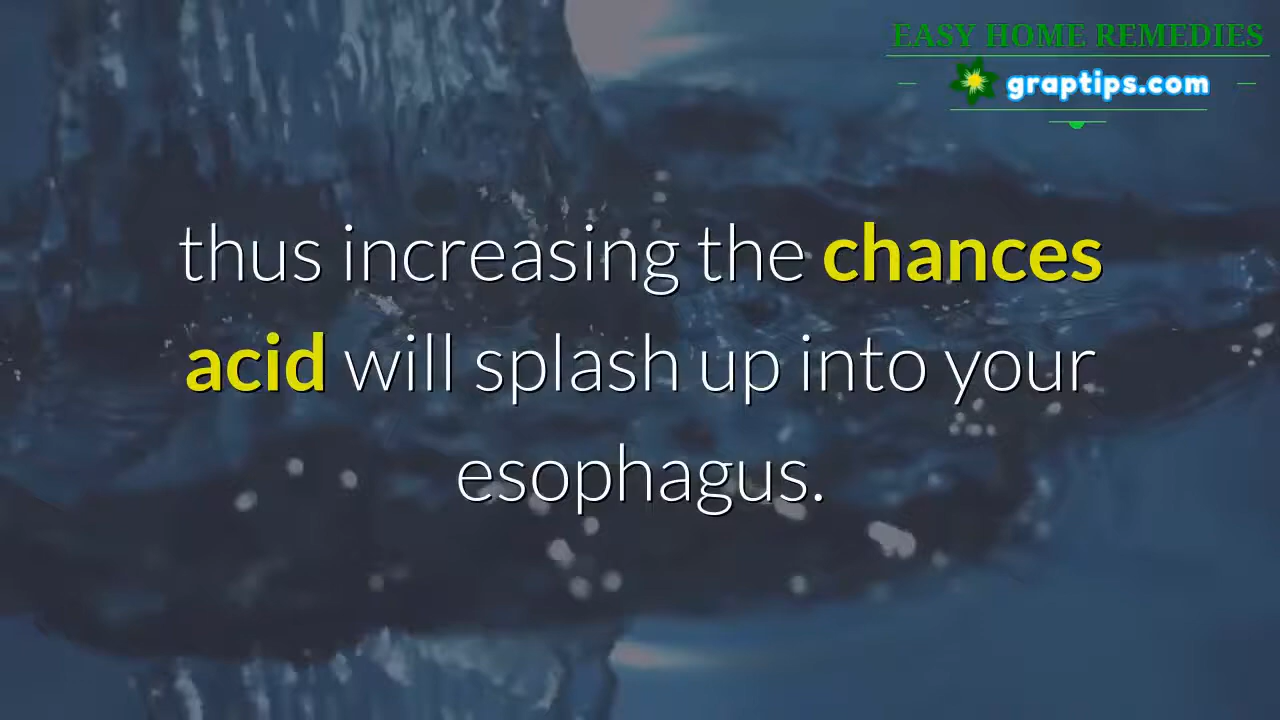 EASY HOME REMEDIES
graptips.com
thus increasing the chances
acid will splash up into your
esophagus.